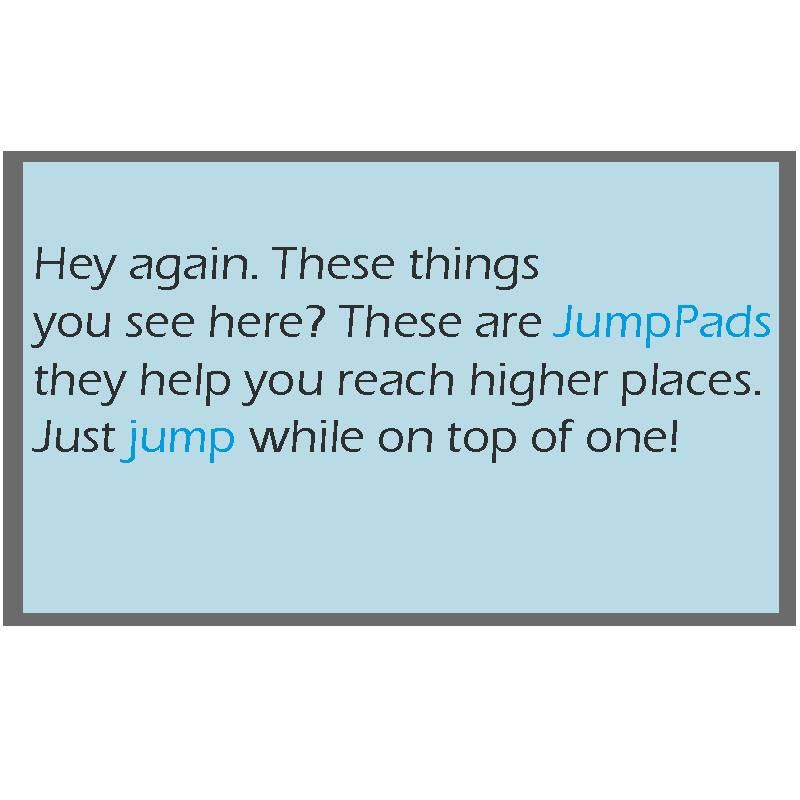 Hey again. These things
you see here? These are JumpPads
they help you reach higher places.
Just jump while on top of one!